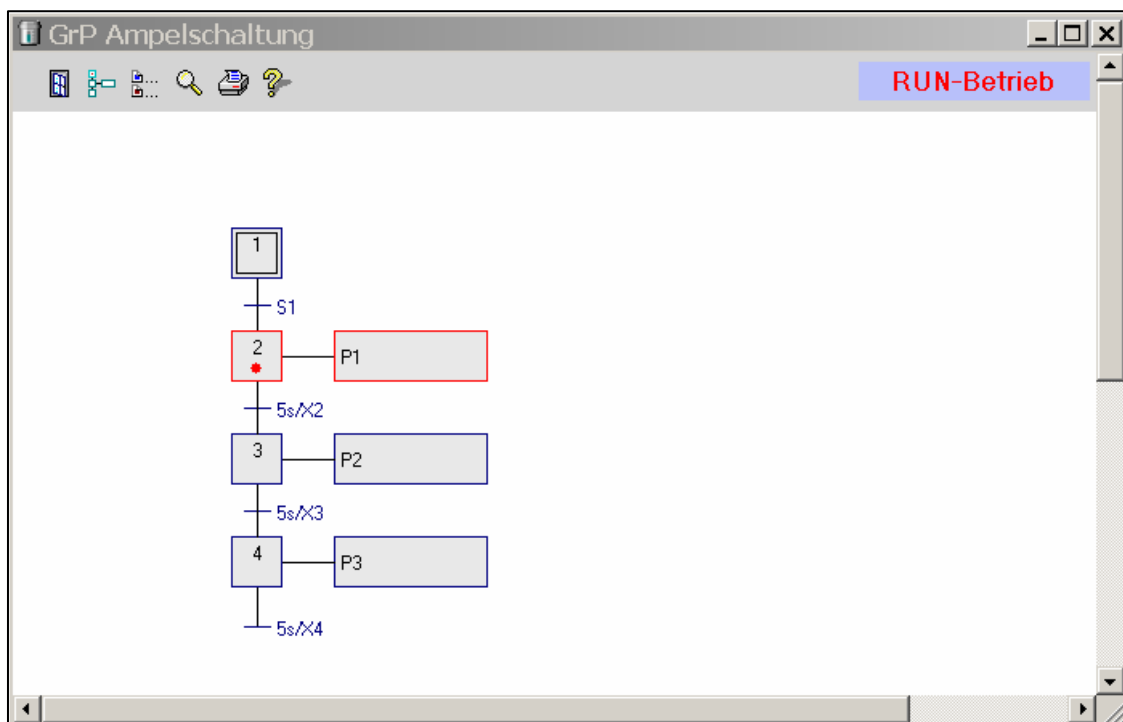 GrP Ampelschaltung
RUN-Betrieb
1
S1
2 P1
5s/X2
3 P2
5s/X3
4 P3
5s/X4